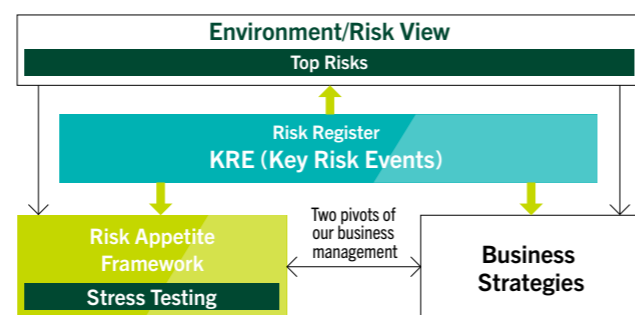 Environment/Risk View
Top Risks
Risk Register
KRE (Key Risk Events)
Two pivots of
our business
management
Risk Appetite
Framework
Stress Testing
Business
Strategies